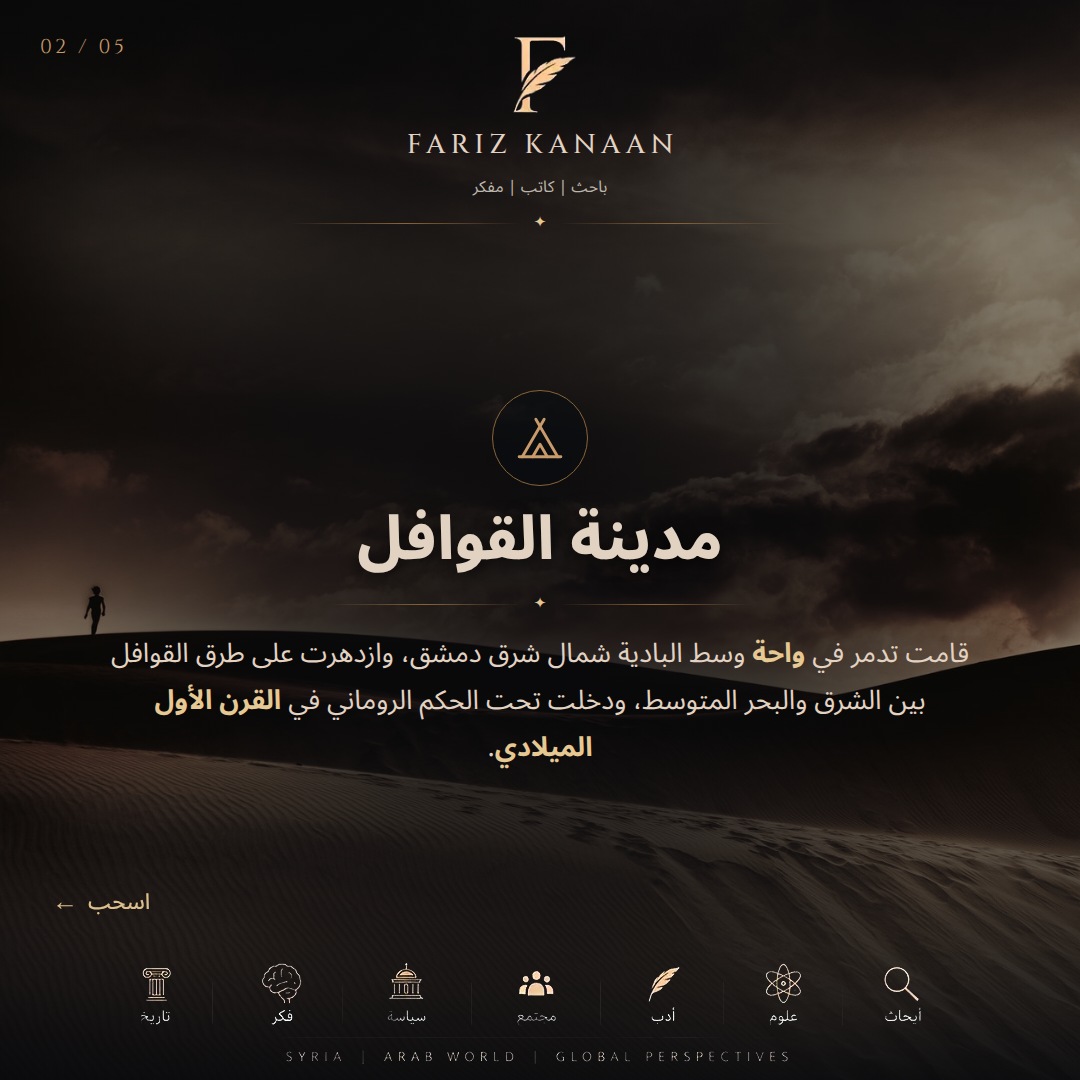 02 / 05
FARIZ KANAAN
باحث | كاتب | مفكر
مدينة القوافل
قامت تدمر في واحة وسط البادية شمال شرق دمشق، وازدهرت على طرق القوافل
بين الشرق والبحر المتوسط، ودخلت تحت الحكم الروماني في القرن الأول
الميلادي.
اسحب ←
أبحاث
علوم
أدب
مجتمع
سياسة
فكر
تاريخ
SYRIA | ARAB WORLD | GLOBAL PERSPECTIVES